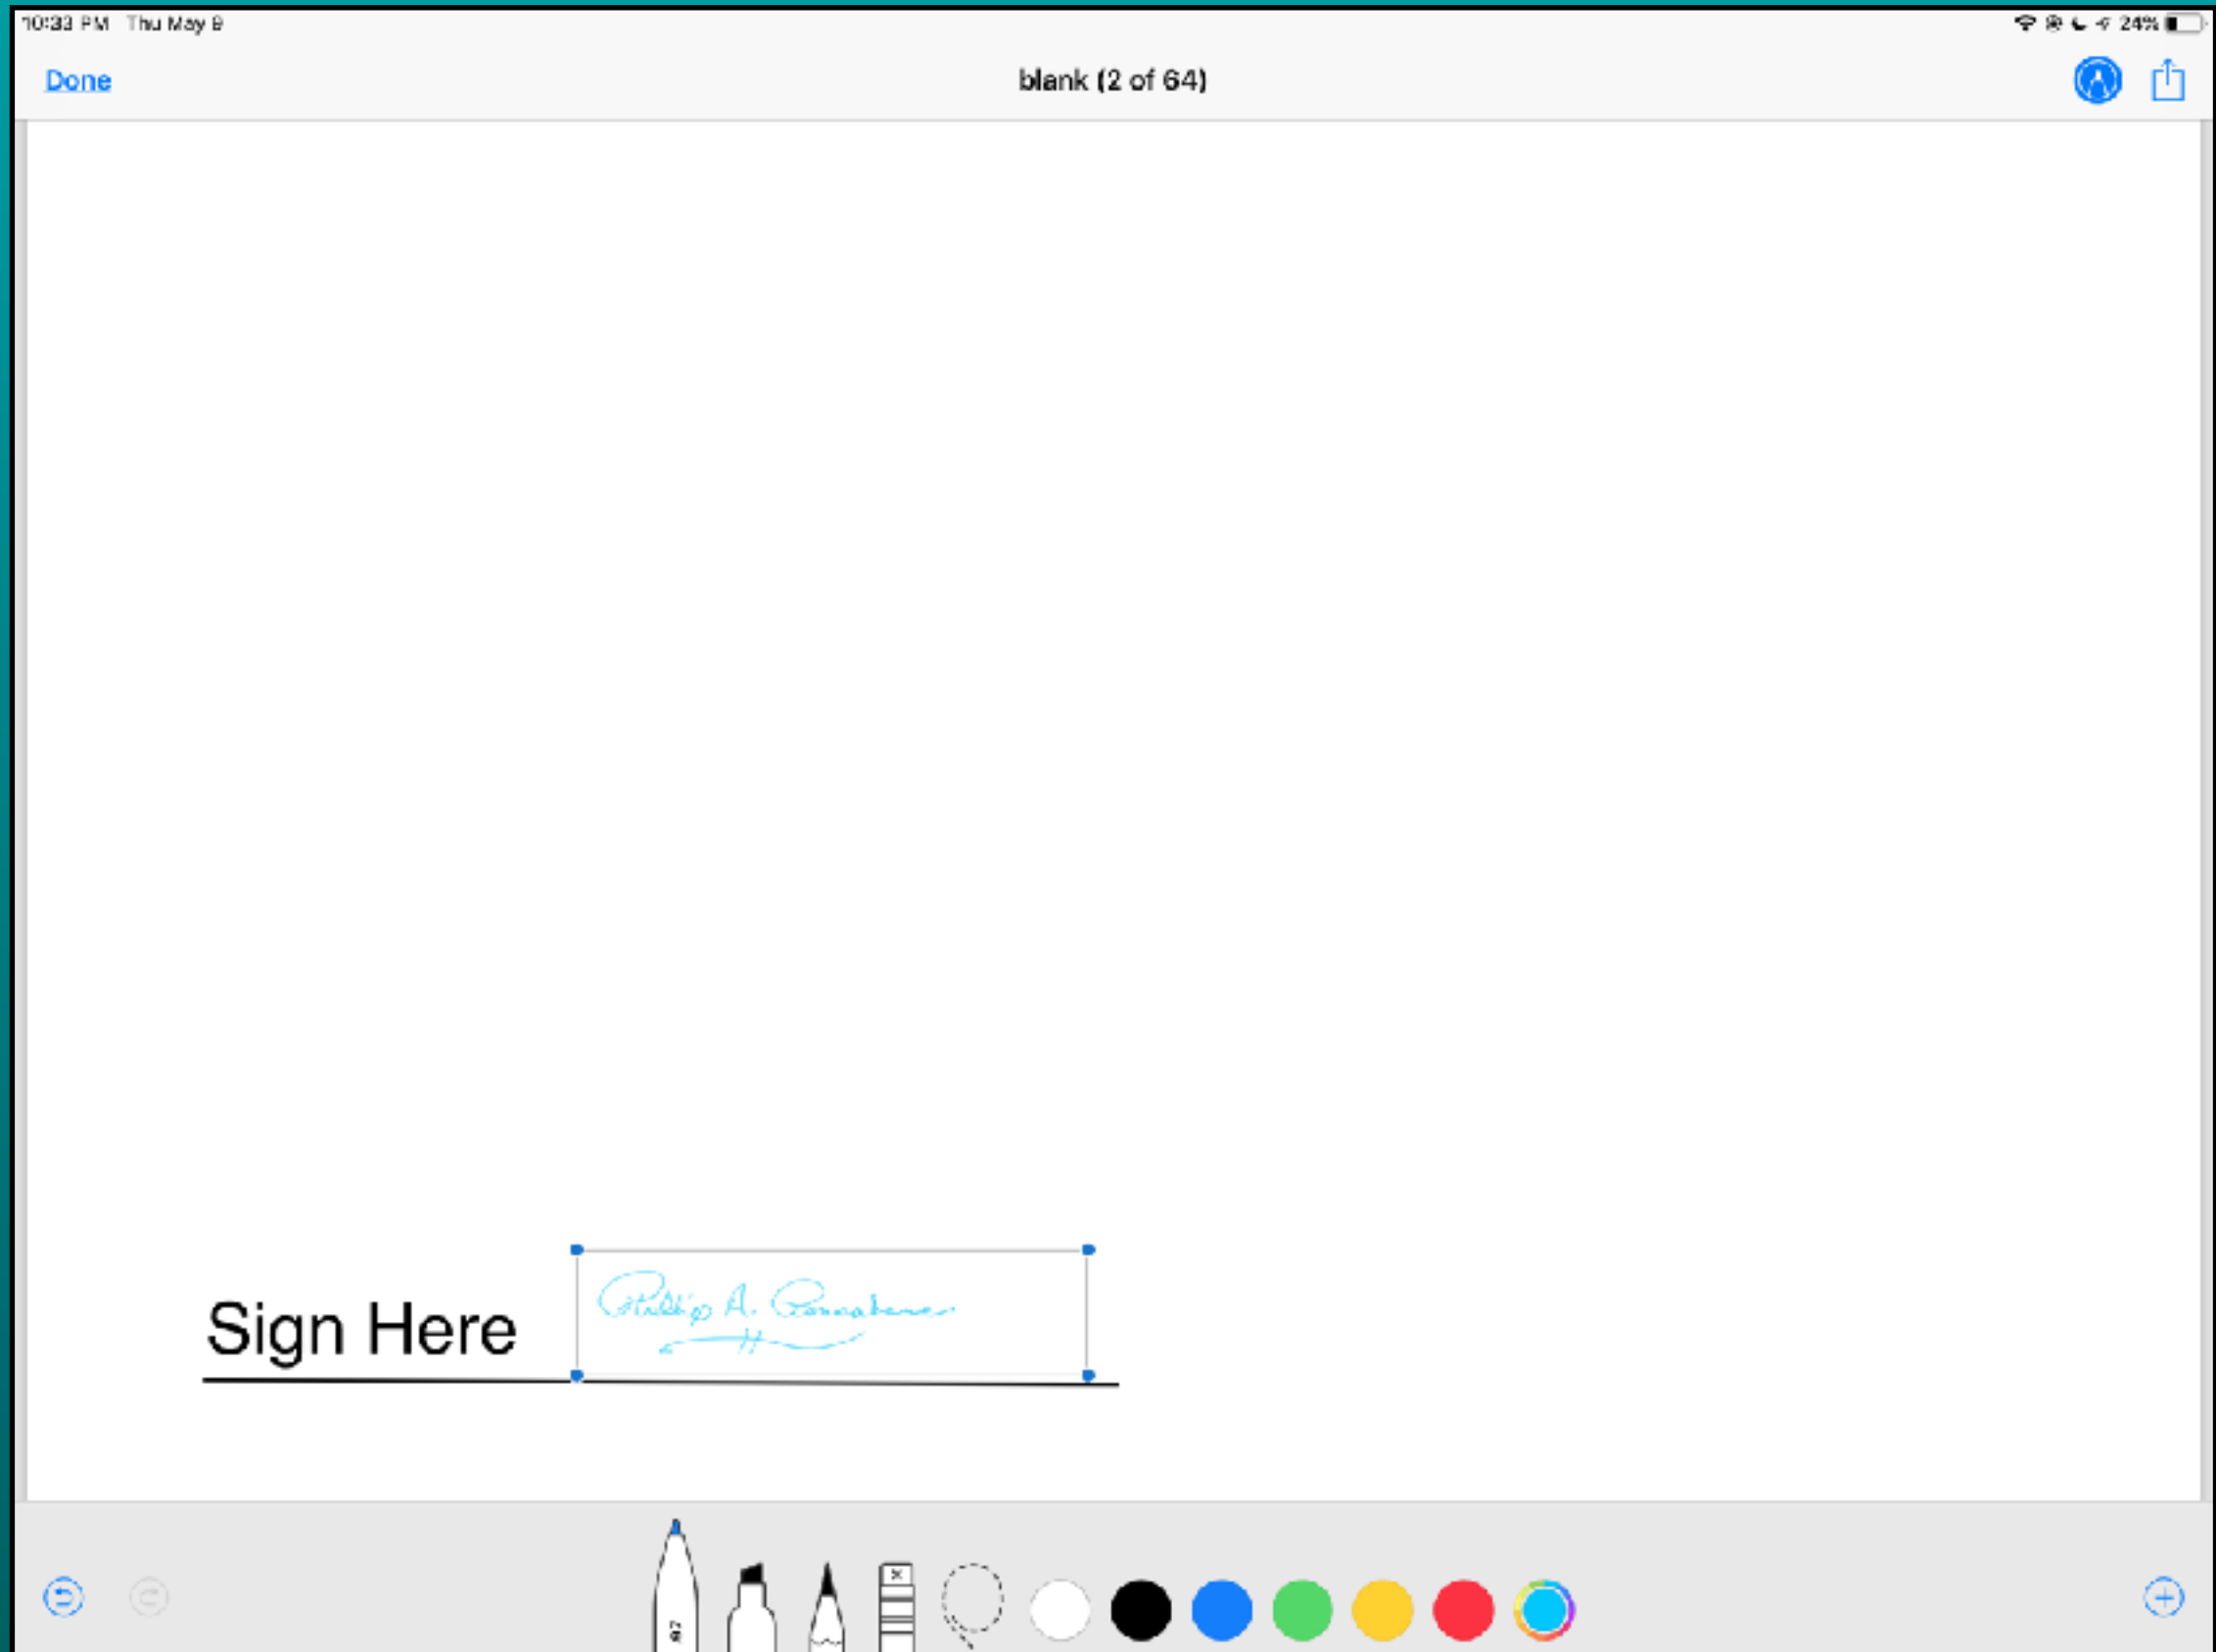 10:33 PM Thu May 9
24%
Done
blank (2 of 64)
Sign Here
A.